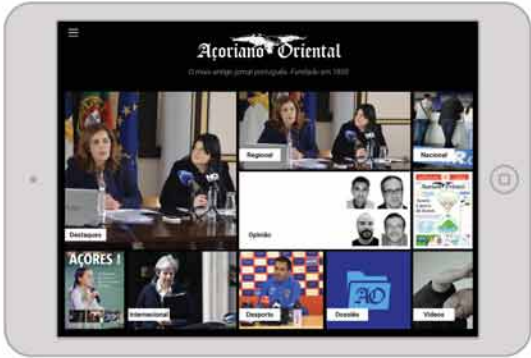 Açoriano Oriental
O mais antigo jornal português. Fundado em 1835
Regional
Nacional
Destaques
Opinião
AÇORES !
Internacional
Desporto
AO
Dossiês
Vídeos